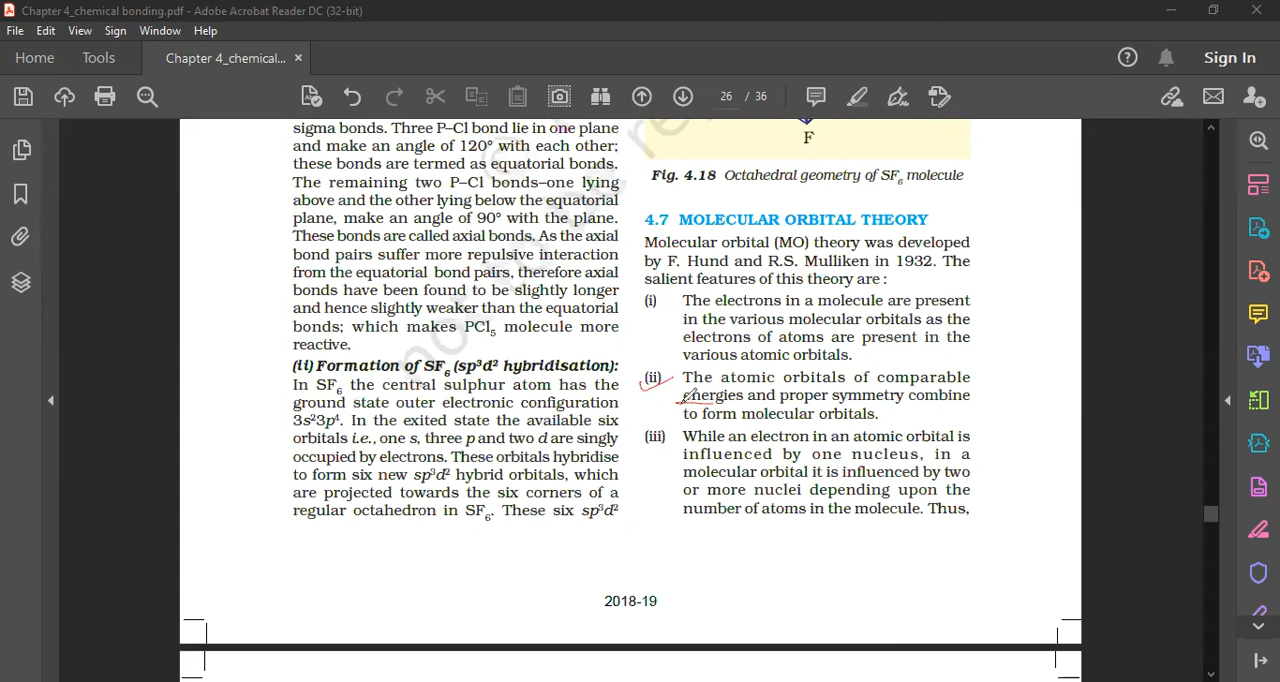 Chapter 4_chemical bonding.pdf - Adobe Acrobat Reader DC (32-bit)
File Edit View Sign Window Help
Home Tools Chapter 4_chemical... × Sign In
26 / 36
sigma bonds. Three P–Cl bond lie in one plane
and make an angle of 120° with each other;
these bonds are termed as equatorial bonds.
The remaining two P–Cl bonds–one lying
above and the other lying below the equatorial
plane, make an angle of 90° with the plane.
These bonds are called axial bonds. As the axial
bond pairs suffer more repulsive interaction
from the equatorial bond pairs, therefore axial
bonds have been found to be slightly longer
and hence slightly weaker than the equatorial
bonds; which makes PCl₅ molecule more
reactive.
(ii) Formation of SF₆ (sp³d² hybridisation):
In SF₆ the central sulphur atom has the
ground state outer electronic configuration
3s²3p⁴. In the exited state the available six
orbitals i.e., one s, three p and two d are singly
occupied by electrons. These orbitals hybridise
to form six new sp³d² hybrid orbitals, which
are projected towards the six corners of a
regular octahedron in SF₆. These six sp³d²
F
Fig. 4.18 Octahedral geometry of SF₆ molecule
4.7 MOLECULAR ORBITAL THEORY
Molecular orbital (MO) theory was developed
by F. Hund and R.S. Mulliken in 1932. The
salient features of this theory are :
(i) The electrons in a molecule are present
in the various molecular orbitals as the
electrons of atoms are present in the
various atomic orbitals.
(ii) The atomic orbitals of comparable
energies and proper symmetry combine
to form molecular orbitals.
(iii) While an electron in an atomic orbital is
influenced by one nucleus, in a
molecular orbital it is influenced by two
or more nuclei depending upon the
number of atoms in the molecule. Thus,
2018-19